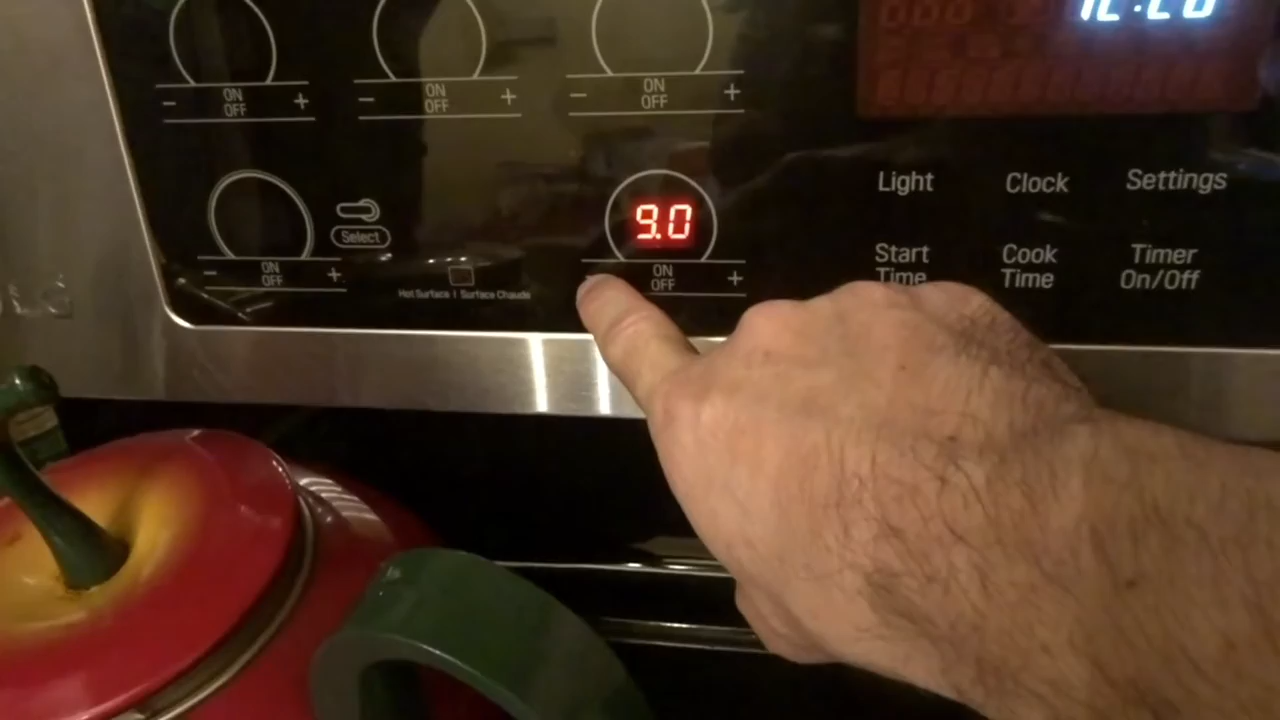 - ON OFF +
- ON OFF +
- ON OFF +
Light Clock Settings
Select
9.0
- ON OFF +
ON OFF +
Hot Surface | Surface Chaude
Start Time
Cook Time
Timer On/Off